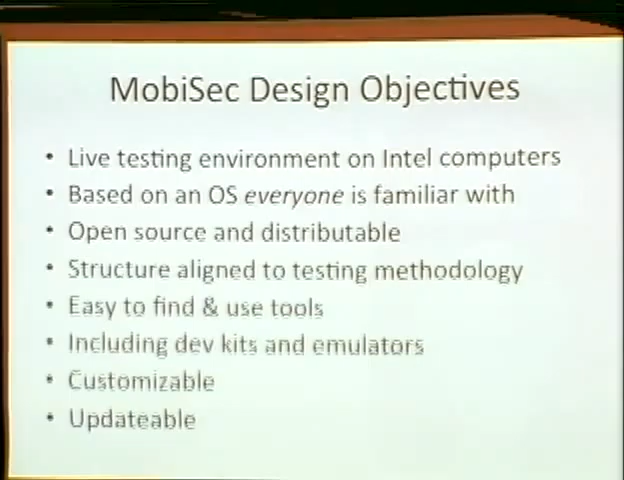 MobiSec Design Objectives
• Live testing environment on Intel computers
• Based on an OS everyone is familiar with
• Open source and distributable
• Structure aligned to testing methodology
• Easy to find & use tools
• Including dev kits and emulators
• Customizable
• Updateable